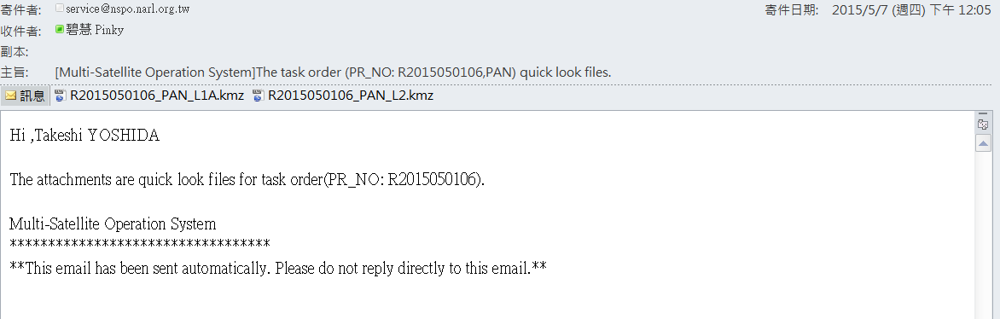 寄件者: service@nspo.narl.org.tw 寄件日期: 2015/5/7 (週四) 下午 12:05
收件者: 碧慧 Pinky
副本:
主旨: [Multi-Satellite Operation System]The task order (PR_NO: R2015050106,PAN) quick look files.
訊息 R2015050106_PAN_L1A.kmz R2015050106_PAN_L2.kmz
Hi ,Takeshi YOSHIDA
The attachments are quick look files for task order(PR_NO: R2015050106).
Multi-Satellite Operation System
**********************************
**This email has been sent automatically. Please do not reply directly to this email.**